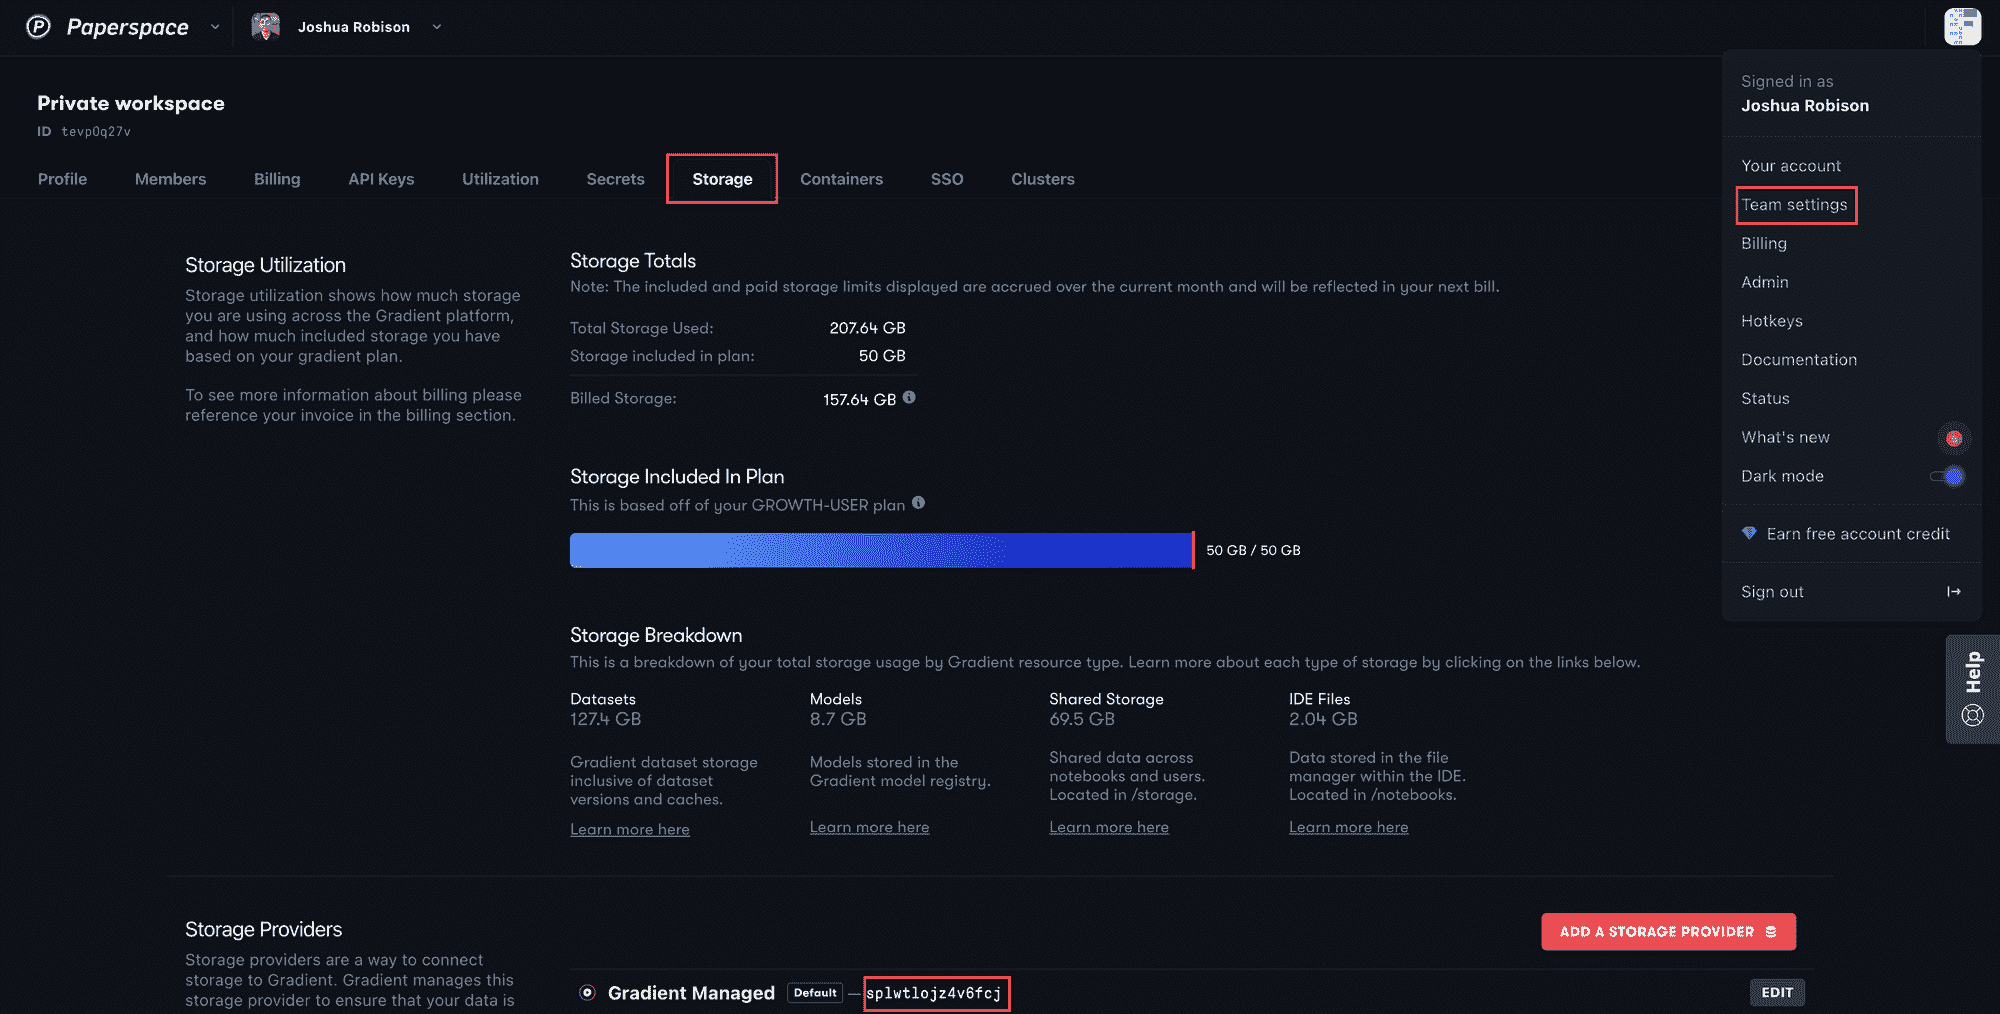 Paperspace
Joshua Robison
Private workspace
ID tevp0q27v
Profile
Members
Billing
API Keys
Utilization
Secrets
Storage
Containers
SSO
Clusters
Signed in as
Joshua Robison
Your account
Team settings
Billing
Admin
Hotkeys
Documentation
Status
What's new
Dark mode
Earn free account credit
Sign out
Help
Storage Utilization
Storage utilization shows how much storage
you are using across the Gradient platform,
and how much included storage you have
based on your gradient plan.
To see more information about billing please
reference your invoice in the billing section.
Storage Totals
Note: The included and paid storage limits displayed are accrued over the current month and will be reflected in your next bill.
Total Storage Used: 207.64 GB
Storage included in plan: 50 GB
Billed Storage: 157.64 GB
Storage Included In Plan
This is based off of your GROWTH-USER plan
50 GB / 50 GB
Storage Breakdown
This is a breakdown of your total storage usage by Gradient resource type. Learn more about each type of storage by clicking on the links below.
Datasets
127.4 GB
Gradient dataset storage
inclusive of dataset
versions and caches.
Learn more here
Models
8.7 GB
Models stored in the
Gradient model registry.
Learn more here
Shared Storage
69.5 GB
Shared data across
notebooks and users.
Located in /storage.
Learn more here
IDE Files
2.04 GB
Data stored in the file
manager within the IDE.
Located in /notebooks.
Learn more here
Storage Providers
Storage providers are a way to connect
storage to Gradient. Gradient manages this
storage provider to ensure that your data is
ADD A STORAGE PROVIDER
Gradient Managed Default — splwtlojz4v6fcj
EDIT